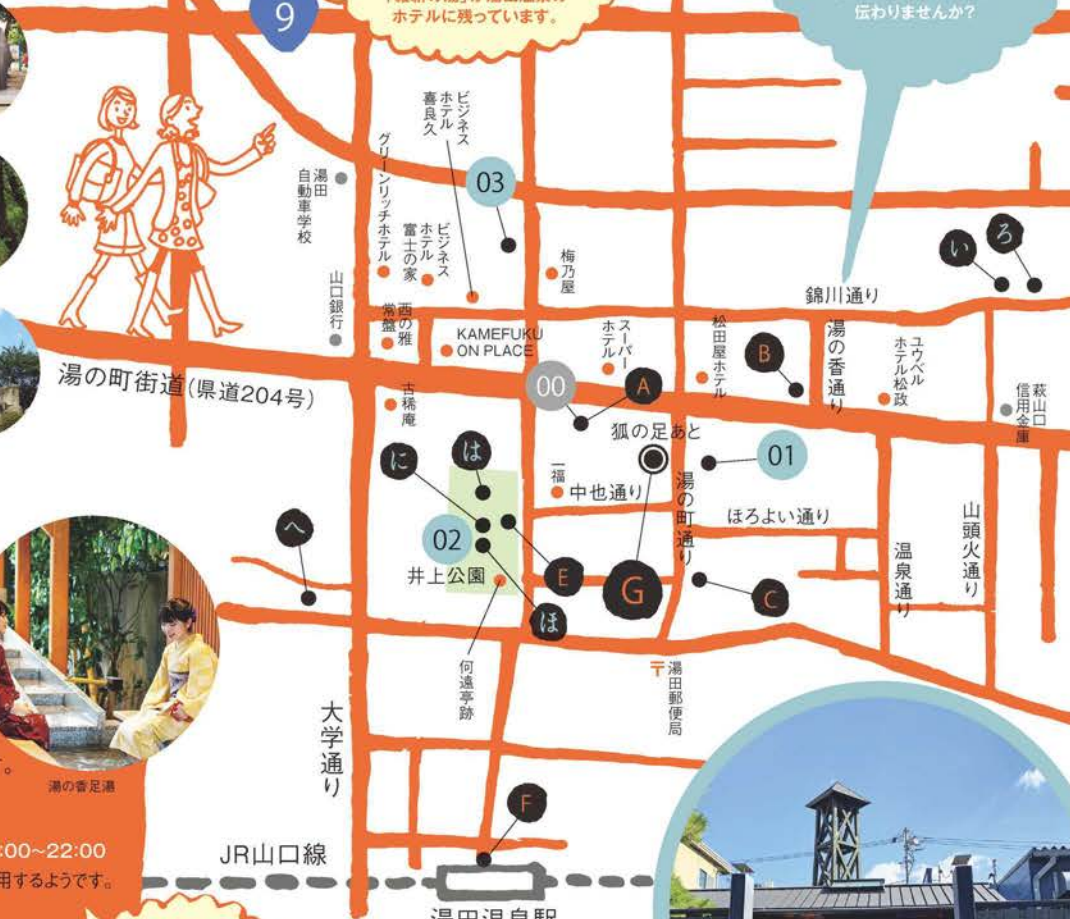 9
ホテルに残っています。
伝わりませんか?
ビジネス
ホテル
喜良久
03
グリーンリッチホテル
湯田
自動車学校
ビジネス
ホテル
富士の家
梅乃屋
い
ろ
錦川通り
山口銀行
西の雅
常盤
KAMEFUKU
ON PLACE
スーパー
ホテル
松田屋ホテル
B
湯の香通り
ユウベル
ホテル松政
萩山口
信用金庫
湯の町街道(県道204号)
00
A
古稀庵
狐の足あと
01
に
は
一福
中也通り
湯の町通り
ほろよい通り
山頭火通り
温泉通り
へ
02
井上公園
E
G
C
ほ
何遠亭跡
〒湯田郵便局
大学通り
す。
湯の香足湯
:00~22:00
用するようです。
F
JR山口線
湯田温泉駅